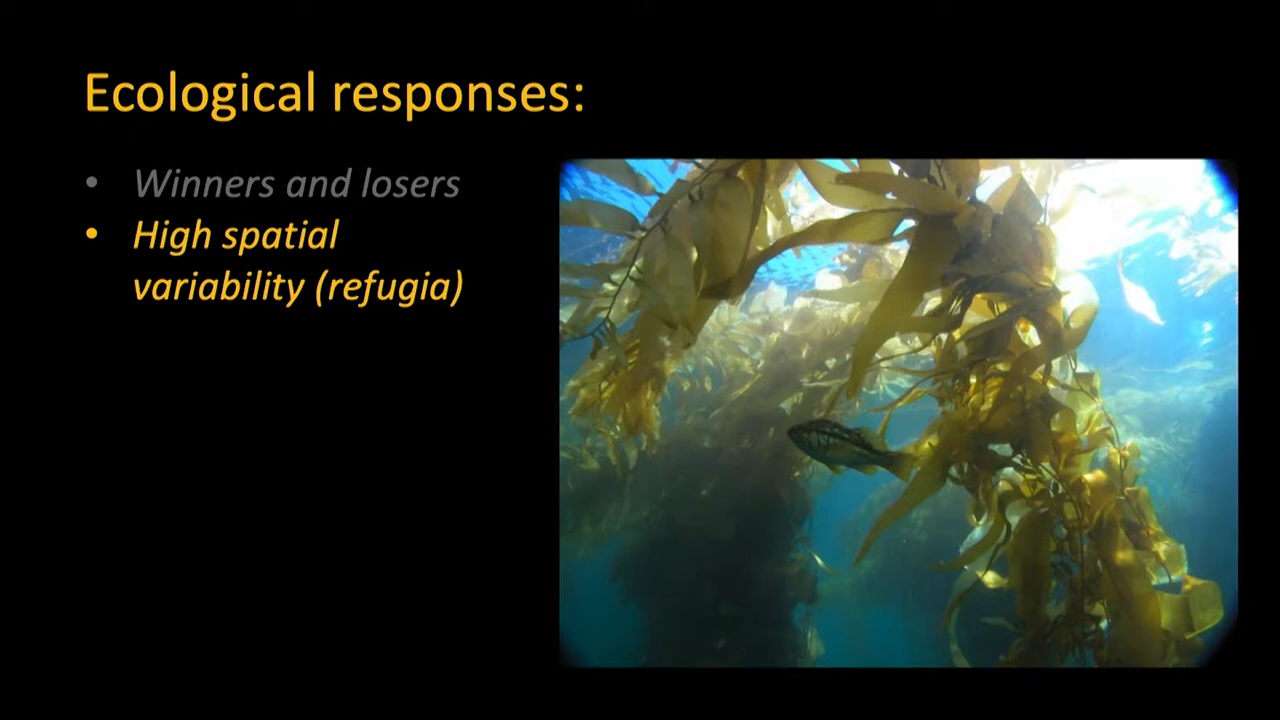 Ecological responses:
• Winners and losers
• High spatial
variability (refugia)